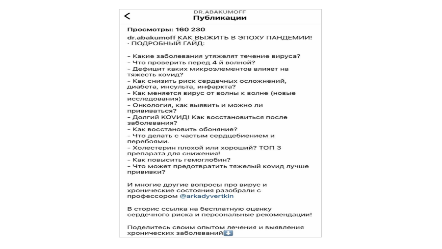 DR.ABAKUMOFF
Публикации
Просмотры: 160 230
dr.abakumoff КАК ВЫЖИТЬ В ЭПОХУ ПАНДЕМИИ!
- ПОДРОБНЫЙ ГАЙД:
- Какие заболевания утяжелят течение вируса?
- Что проверить перед 4 й волной?
- Дефицит каких микроэлементов влияет на
тяжесть ковид?
- Как снизить риск сердечных осложнений,
диабета, инсульта, инфаркта?
- Как меняется вирус от волны к волне (новые
исследования)
- Онкология, как выявить и можно ли
прививаться?
- Долгий KOVИД! Как восстановиться после
заболевания?
- Как восстановить обоняние?
- Что делать с частым сердцебиением и
перебоями.
- Холестерин плохой или хороший? ТОП 3
препарата для снижения!
- Как повысить гемоглобин?
- Что может предотвратить тяжелый ковид лучше
прививки?
И многие другие вопросы про вирус и
хронические состояния разобрали с
профессором @arkadyvertkin
В сторис ссылка на бесплатную оценку
сердечного риска и персональные рекомендации!
Поделитесь своим опытом лечения и выявления
хронических заболеваний⬇️